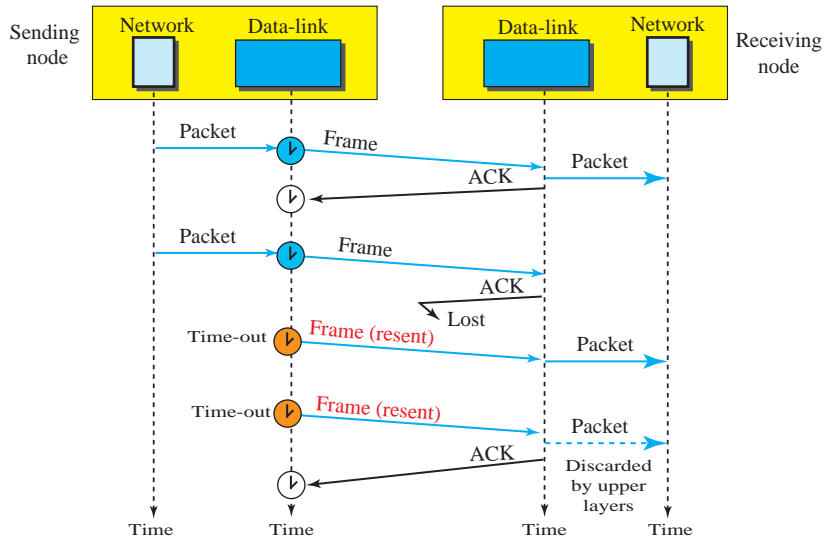 Sending
node
Network
Data-link
Data-link
Network
Receiving
node
Packet
Frame
Packet
ACK
Packet
Frame
ACK
Lost
Time-out
Frame (resent)
Packet
Time-out
Frame (resent)
Packet
ACK
Discarded
by upper
layers
Time
Time
Time
Time